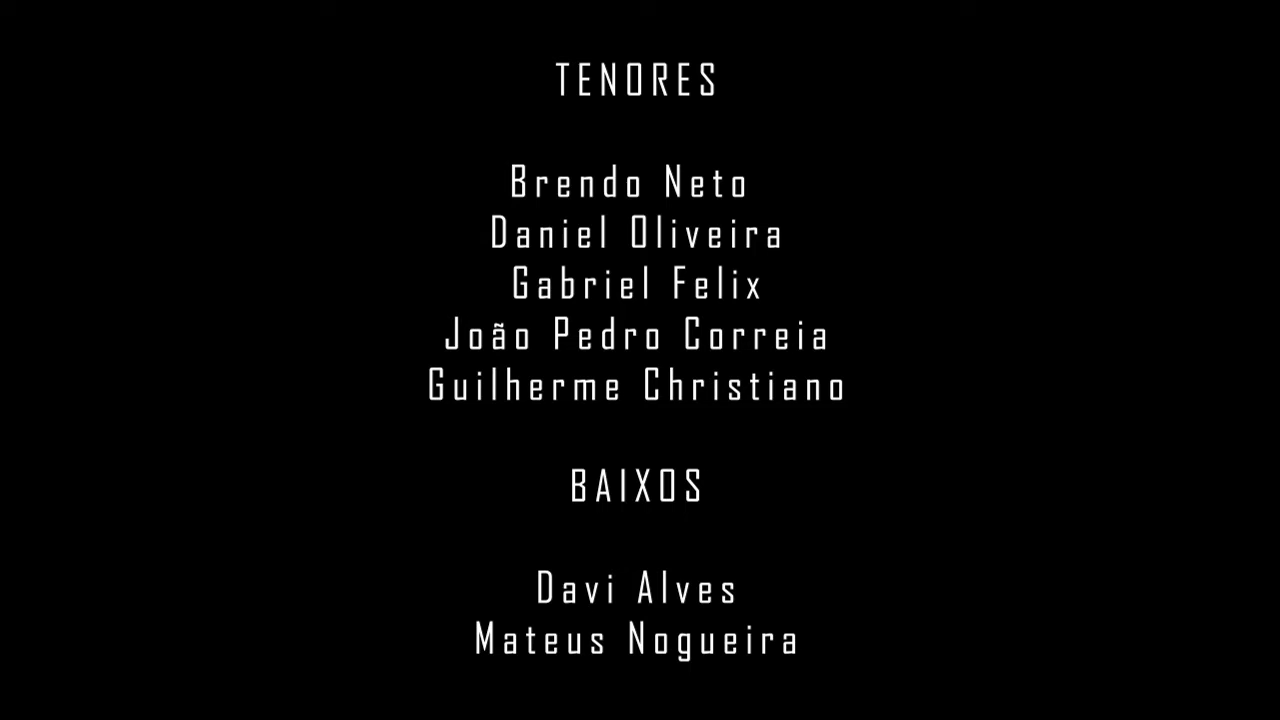 TENORES
Brendo Neto
Daniel Oliveira
Gabriel Felix
João Pedro Correia
Guilherme Christiano
BAIXOS
Davi Alves
Mateus Nogueira